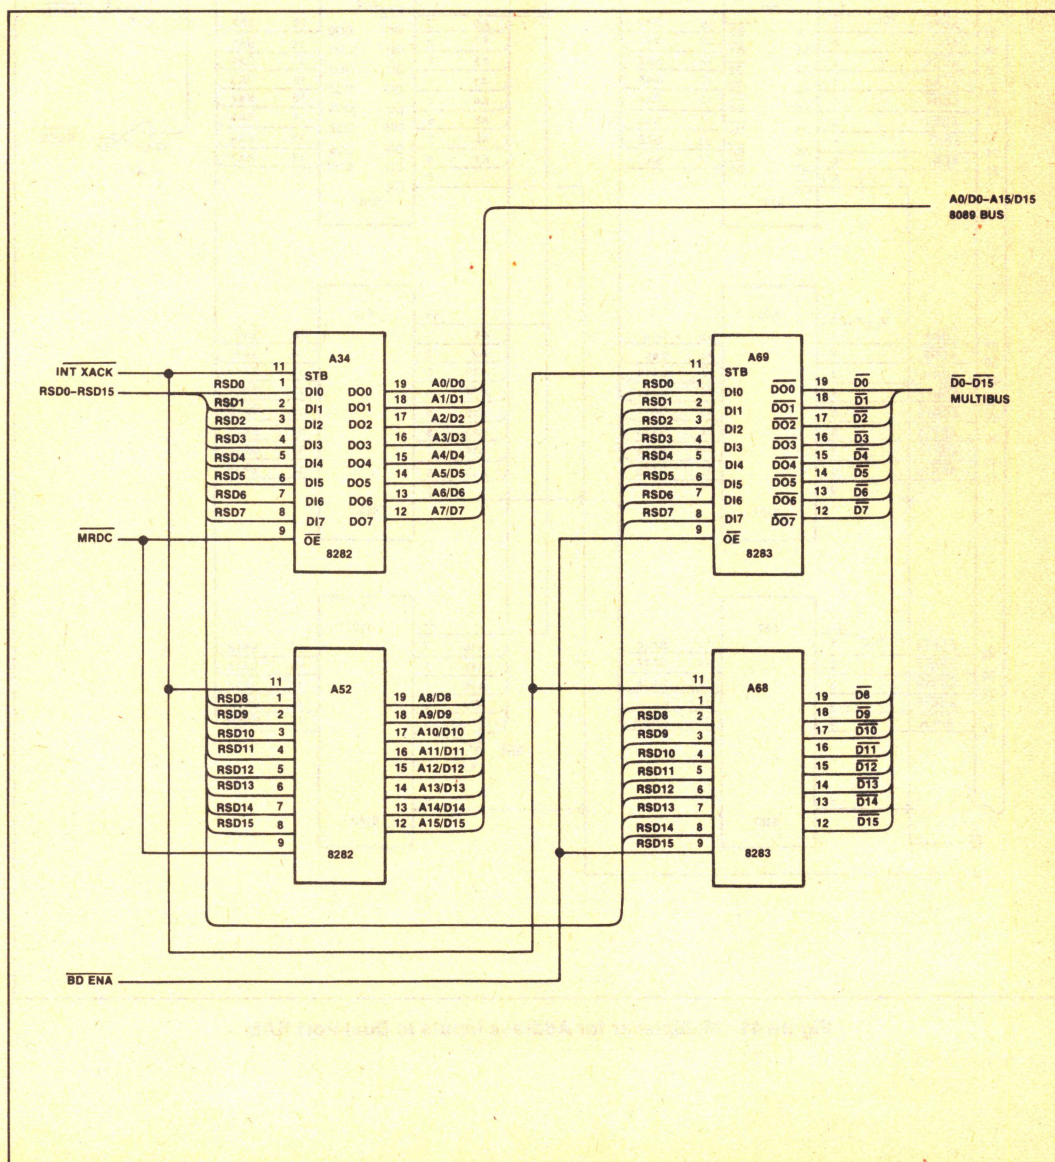 A0/D0–A15/D15
8089 BUS
INT XACK
RSD0-RSD15
MRDC
BD ENA
A34
11 STB
RSD0 1 DI0 DO0 19 A0/D0
RSD1 2 DI1 DO1 18 A1/D1
RSD2 3 DI2 DO2 17 A2/D2
RSD3 4 DI3 DO3 16 A3/D3
RSD4 5 DI4 DO4 15 A4/D4
RSD5 6 DI5 DO5 14 A5/D5
RSD6 7 DI6 DO6 13 A6/D6
RSD7 8 DI7 DO7 12 A7/D7
9 OE
8282
A69
11 STB
RSD0 1 DI0 DO0 19 D0
RSD1 2 DI1 DO1 18 D1
RSD2 3 DI2 DO2 17 D2
RSD3 4 DI3 DO3 16 D3
RSD4 5 DI4 DO4 15 D4
RSD5 6 DI5 DO5 14 D5
RSD6 7 DI6 DO6 13 D6
RSD7 8 DI7 DO7 12 D7
9 OE
8283
D0-D15
MULTIBUS
A52
11
RSD8 1 19 A8/D8
RSD9 2 18 A9/D9
RSD10 3 17 A10/D10
RSD11 4 16 A11/D11
RSD12 5 15 A12/D12
RSD13 6 14 A13/D13
RSD14 7 13 A14/D14
RSD15 8 12 A15/D15
9
8282
A68
11
1 19 D8
RSD8 2 18 D9
RSD9 3 17 D10
RSD10 4 16 D11
RSD11 5 15 D12
RSD12 6 14 D13
RSD13 7 13 D14
RSD14 8 12 D15
RSD15 9
8283